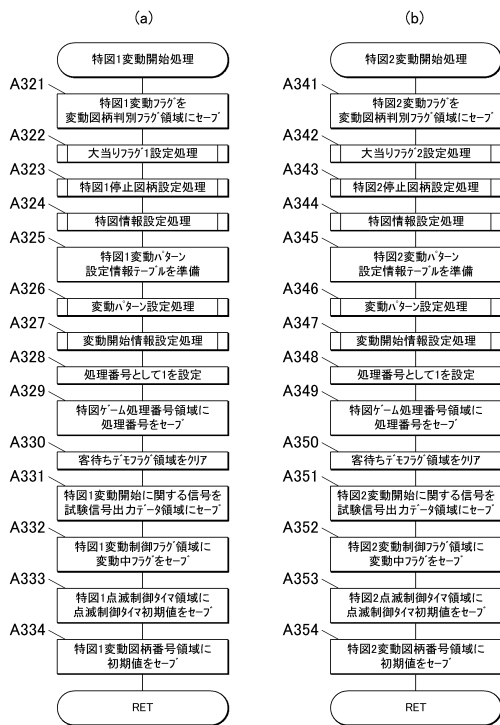 (a)
特図1変動開始処理
A321
特図1変動フラグを
変動図柄判別フラグ領域にセーブ
A322
大当りフラグ1設定処理
A323
特図1停止図柄設定処理
A324
特図情報設定処理
A325
特図1変動パターン
設定情報テーブルを準備
A326
変動パターン設定処理
A327
変動開始情報設定処理
A328
処理番号として1を設定
A329
特図ゲーム処理番号領域に
処理番号をセーブ
A330
客待ちデモフラグ領域をクリア
A331
特図1変動開始に関する信号を
試験信号出力データ領域にセーブ
A332
特図1変動制御フラグ領域に
変動中フラグをセーブ
A333
特図1点滅制御タイマ領域に
点滅制御タイマ初期値をセーブ
A334
特図1変動図柄番号領域に
初期値をセーブ
RET
(b)
特図2変動開始処理
A341
特図2変動フラグを
変動図柄判別フラグ領域にセーブ
A342
大当りフラグ2設定処理
A343
特図2停止図柄設定処理
A344
特図情報設定処理
A345
特図2変動パターン
設定情報テーブルを準備
A346
変動パターン設定処理
A347
変動開始情報設定処理
A348
処理番号として1を設定
A349
特図ゲーム処理番号領域に
処理番号をセーブ
A350
客待ちデモフラグ領域をクリア
A351
特図2変動開始に関する信号を
試験信号出力データ領域にセーブ
A352
特図2変動制御フラグ領域に
変動中フラグをセーブ
A353
特図2点滅制御タイマ領域に
点滅制御タイマ初期値をセーブ
A354
特図2変動図柄番号領域に
初期値をセーブ
RET